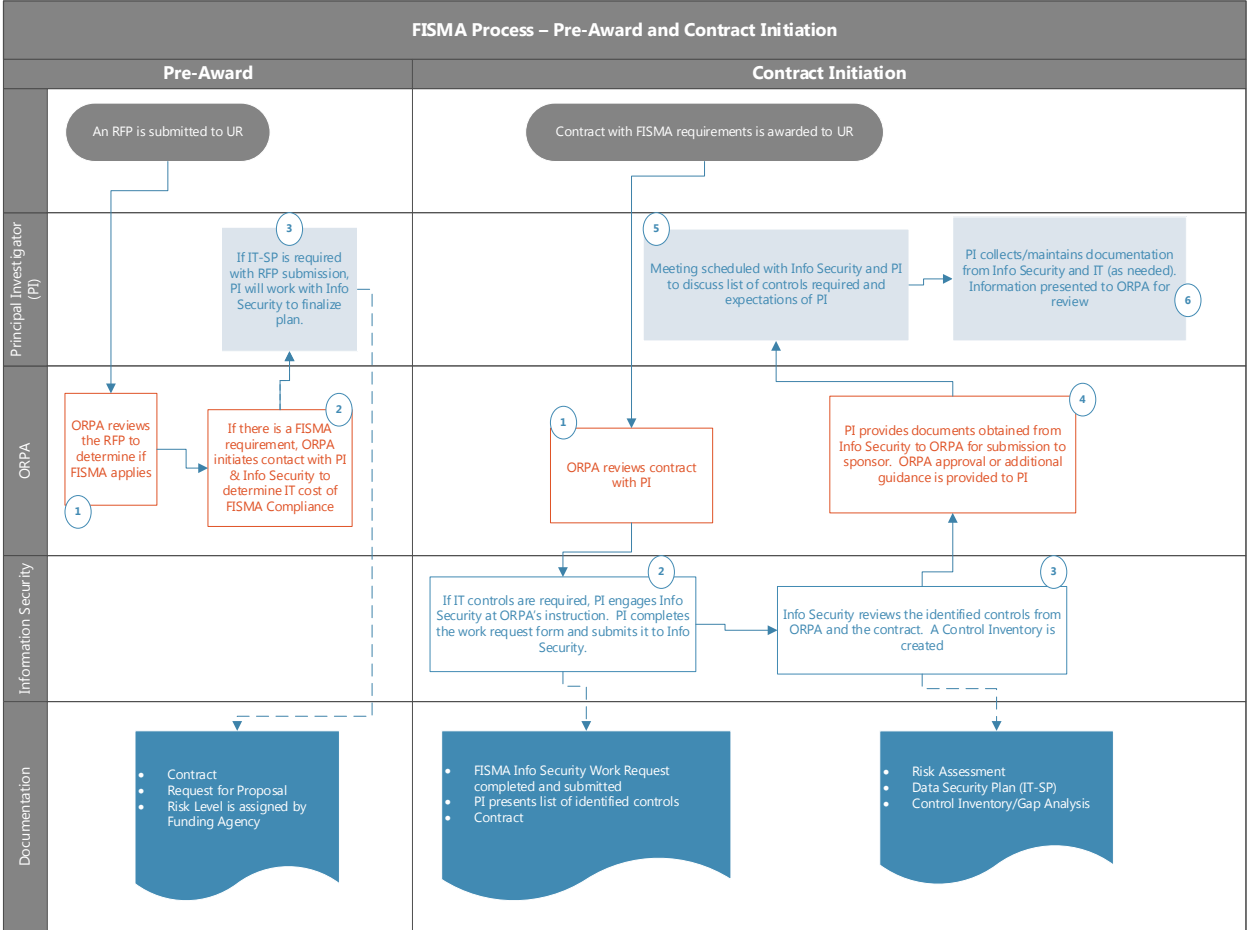 FISMA Process – Pre-Award and Contract Initiation
Pre-Award
Contract Initiation
An RFP is submitted to UR
Contract with FISMA requirements is awarded to UR
Principal Investigator
(PI)
3
If IT-SP is required
with RFP submission,
PI will work with Info
Security to finalize
plan.
5
Meeting scheduled with Info Security and PI
to discuss list of controls required and
expectations of PI
PI collects/maintains documentation
from Info Security and IT (as needed).
Information presented to ORPA for
review
6
ORPA
ORPA reviews
the RFP to
determine if
FISMA applies
1
2
If there is a FISMA
requirement, ORPA
initiates contact with PI
& Info Security to
determine IT cost of
FISMA Compliance
1
ORPA reviews contract
with PI
4
PI provides documents obtained from
Info Security to ORPA for submission to
sponsor. ORPA approval or additional
guidance is provided to PI
Information Security
2
If IT controls are required, PI engages Info
Security at ORPA's instruction. PI completes
the work request form and submits it to Info
Security.
3
Info Security reviews the identified controls from
ORPA and the contract. A Control Inventory is
created
Documentation
• Contract
• Request for Proposal
• Risk Level is assigned by
Funding Agency
• FISMA Info Security Work Request
completed and submitted
• PI presents list of identified controls
• Contract
• Risk Assessment
• Data Security Plan (IT-SP)
• Control Inventory/Gap Analysis